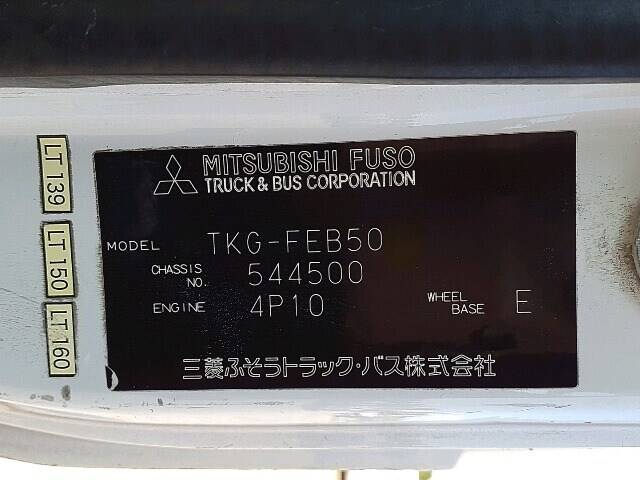 MITSUBISHI FUSO
TRUCK & BUS CORPORATION
MODEL TKG-FEB50
CHASSIS NO. 544500
ENGINE 4P10 WHEEL BASE E
三菱ふそうトラック・バス株式会社
LT 139
LT 150
LT 160